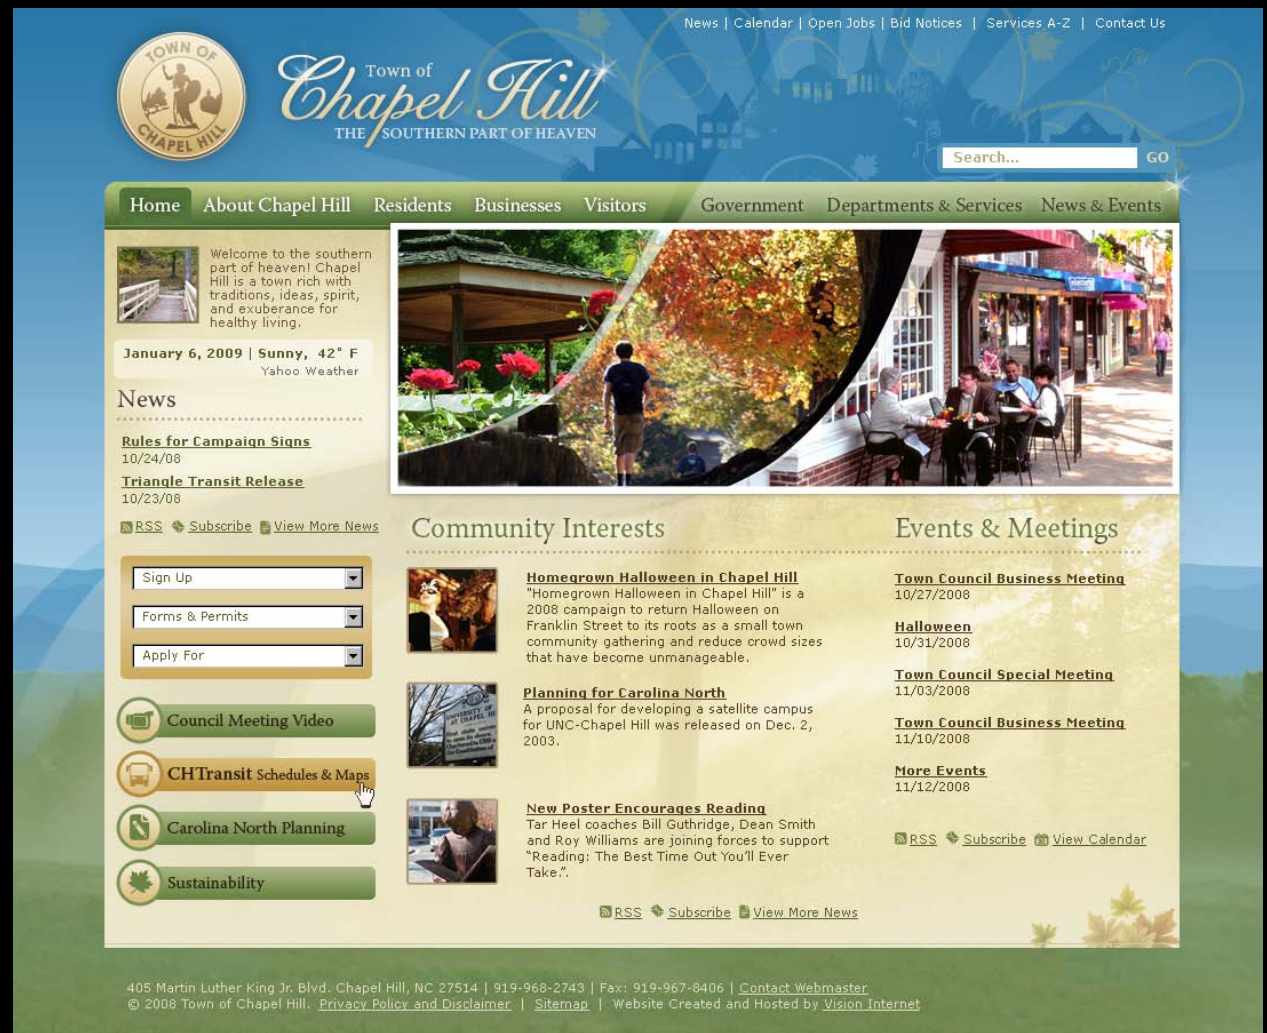 News | Calendar | Open Jobs | Bid Notices | Services A-Z | Contact Us
TOWN OF
CHAPEL HILL
Town of
Chapel Hill
THE SOUTHERN PART OF HEAVEN
Search...
GO
Home About Chapel Hill Residents Businesses Visitors Government Departments & Services News & Events
Welcome to the southern
part of heaven! Chapel
Hill is a town rich with
traditions, ideas, spirit,
and exuberance for
healthy living.
January 6, 2009 | Sunny, 42° F
Yahoo Weather
News
Rules for Campaign Signs
10/24/08
Triangle Transit Release
10/23/08
RSS Subscribe View More News
Sign Up
Forms & Permits
Apply For
Council Meeting Video
CHTransit Schedules & Maps
Carolina North Planning
Sustainability
Community Interests
Homegrown Halloween in Chapel Hill
"Homegrown Halloween in Chapel Hill" is a
2008 campaign to return Halloween on
Franklin Street to its roots as a small town
community gathering and reduce crowd sizes
that have become unmanageable.
UNIVERSITY OF
Planning for Carolina North
A proposal for developing a satellite campus
for UNC-Chapel Hill was released on Dec. 2,
2003.
New Poster Encourages Reading
Tar Heel coaches Bill Guthridge, Dean Smith
and Roy Williams are joining forces to support
“Reading: The Best Time Out You’ll Ever
Take.”.
RSS Subscribe View More News
Events & Meetings
Town Council Business Meeting
10/27/2008
Halloween
10/31/2008
Town Council Special Meeting
11/03/2008
Town Council Business Meeting
11/10/2008
More Events
11/12/2008
RSS Subscribe View Calendar
405 Martin Luther King Jr. Blvd. Chapel Hill, NC 27514 | 919-968-2743 | Fax: 919-967-8406 | Contact Webmaster
© 2008 Town of Chapel Hill. Privacy Policy and Disclaimer | Sitemap | Website Created and Hosted by Vision Internet